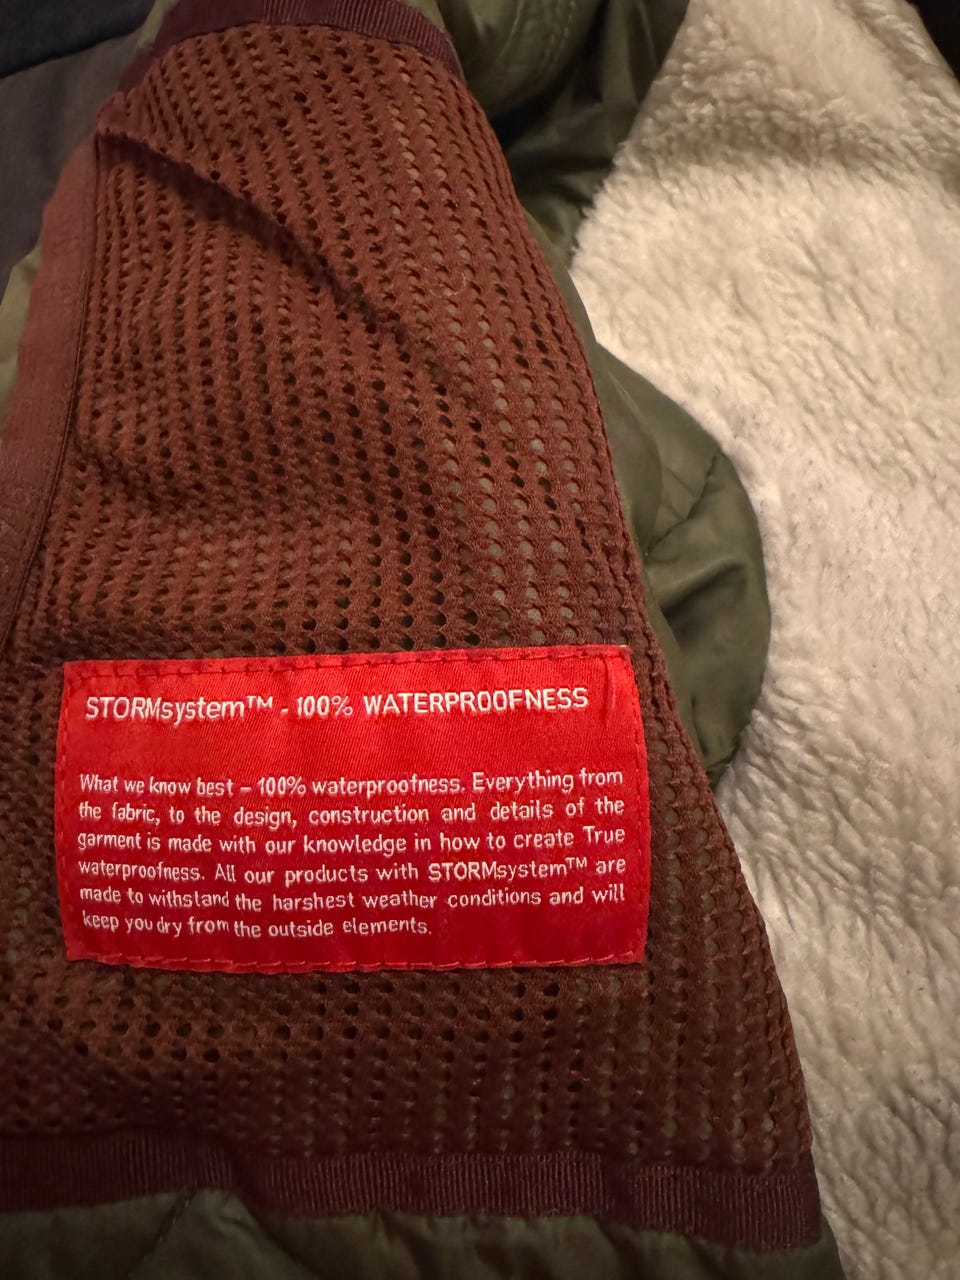 STORMsystem™ - 100% WATERPROOFNESS
What we know best – 100% waterproofness. Everything from
the fabric, to the design, construction and details of the
garment is made with our knowledge in how to create True
waterproofness. All our products with STORMsystem™ are
made to withstand the harshest weather conditions and will
keep you dry from the outside elements.